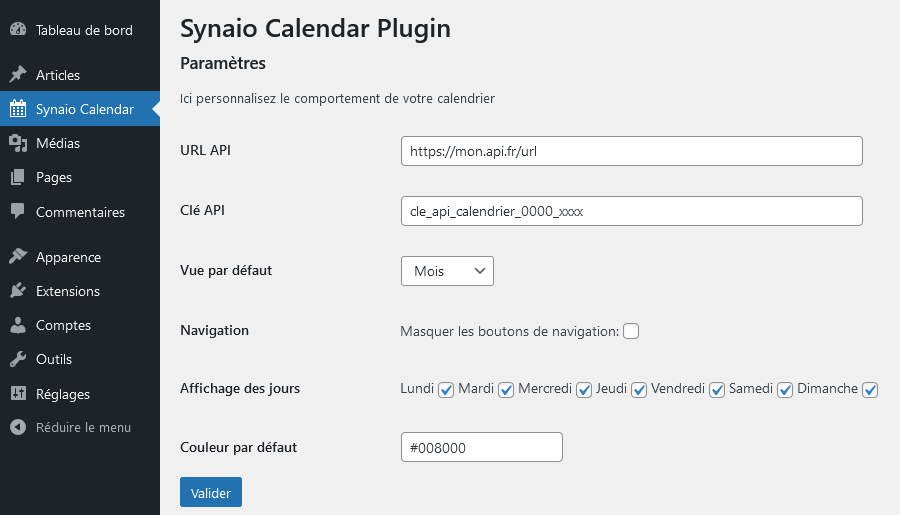 Tableau de bord
Articles
Synaio Calendar
Médias
Pages
Commentaires
Apparence
Extensions
Comptes
Outils
Réglages
Réduire le menu
Synaio Calendar Plugin
Paramètres
Ici personnalisez le comportement de votre calendrier
URL API
https://mon.api.fr/url
Clé API
cle_api_calendrier_0000_xxxx
Vue par défaut
Mois
Navigation
Masquer les boutons de navigation:
Affichage des jours
Lundi Mardi Mercredi Jeudi Vendredi Samedi Dimanche
Couleur par défaut
#008000
Valider